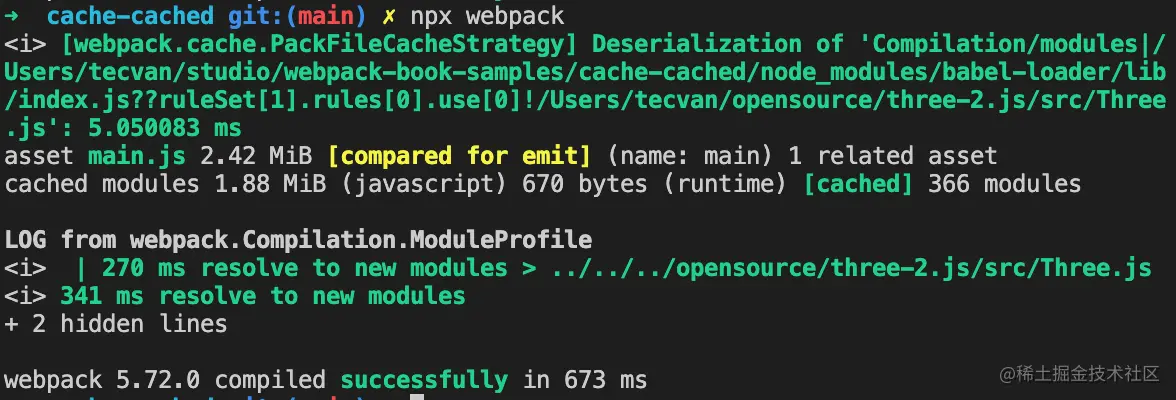 ➜  cache-cached git:(main) ✗ npx webpack
<i> [webpack.cache.PackFileCacheStrategy] Deserialization of 'Compilation/modules|/
Users/tecvan/studio/webpack-book-samples/cache-cached/node_modules/babel-loader/lib
/index.js??ruleSet[1].rules[0].use[0]!/Users/tecvan/opensource/three-2.js/src/Three
.js': 5.050083 ms
asset main.js 2.42 MiB [compared for emit] (name: main) 1 related asset
cached modules 1.88 MiB (javascript) 670 bytes (runtime) [cached] 366 modules
LOG from webpack.Compilation.ModuleProfile
<i>  | 270 ms resolve to new modules > ../../../opensource/three-2.js/src/Three.js
<i> 341 ms resolve to new modules
+ 2 hidden lines
webpack 5.72.0 compiled successfully in 673 ms
@稀土掘金技术社区